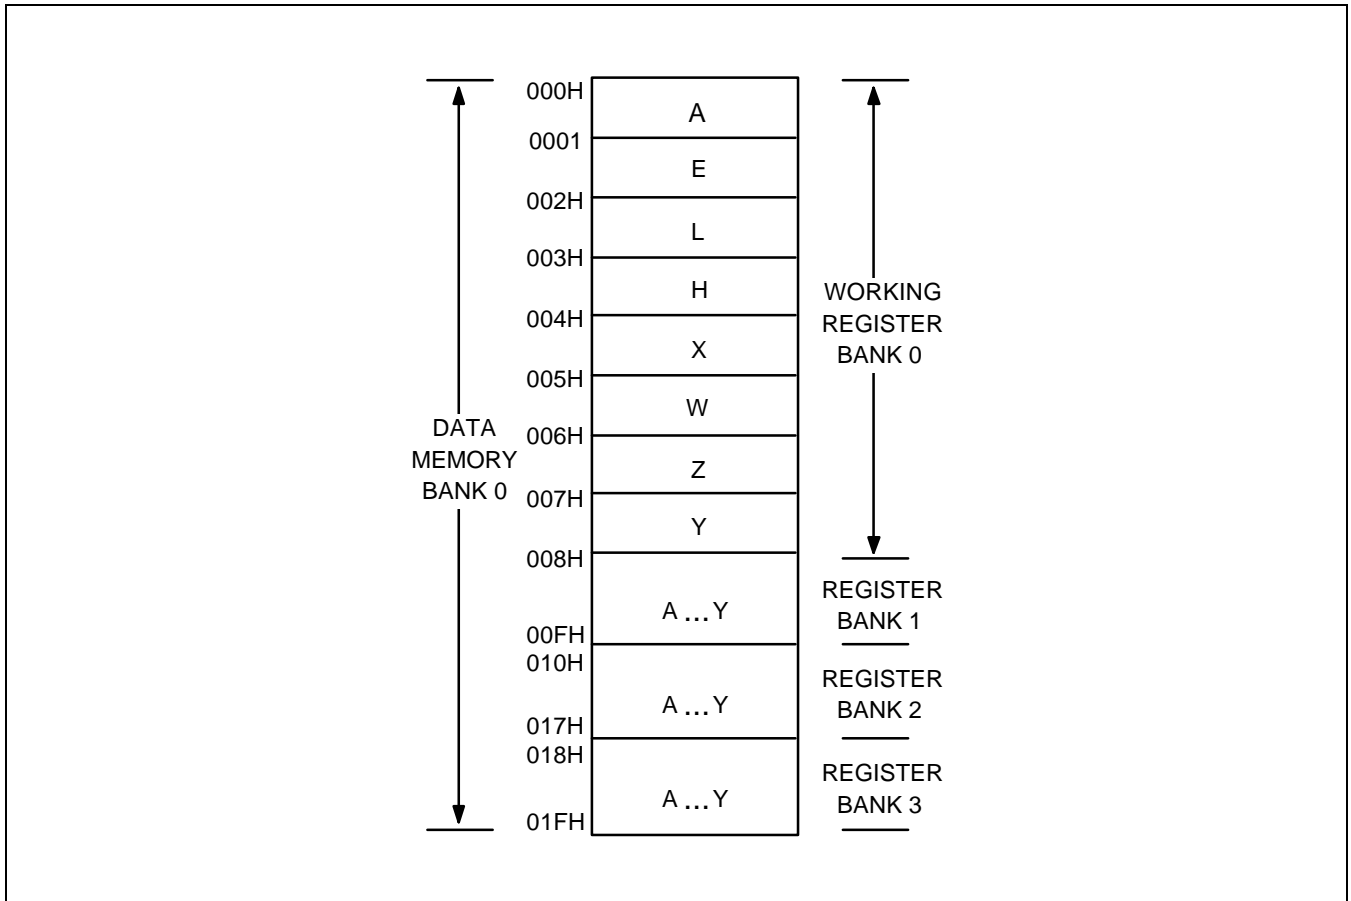 000H
A
0001
E
002H
L
003H
H
004H
X
005H
W
006H
Z
007H
Y
008H
A ... Y
00FH
010H
A ... Y
017H
018H
A ... Y
01FH
DATA
MEMORY
BANK 0
WORKING
REGISTER
BANK 0
REGISTER
BANK 1
REGISTER
BANK 2
REGISTER
BANK 3